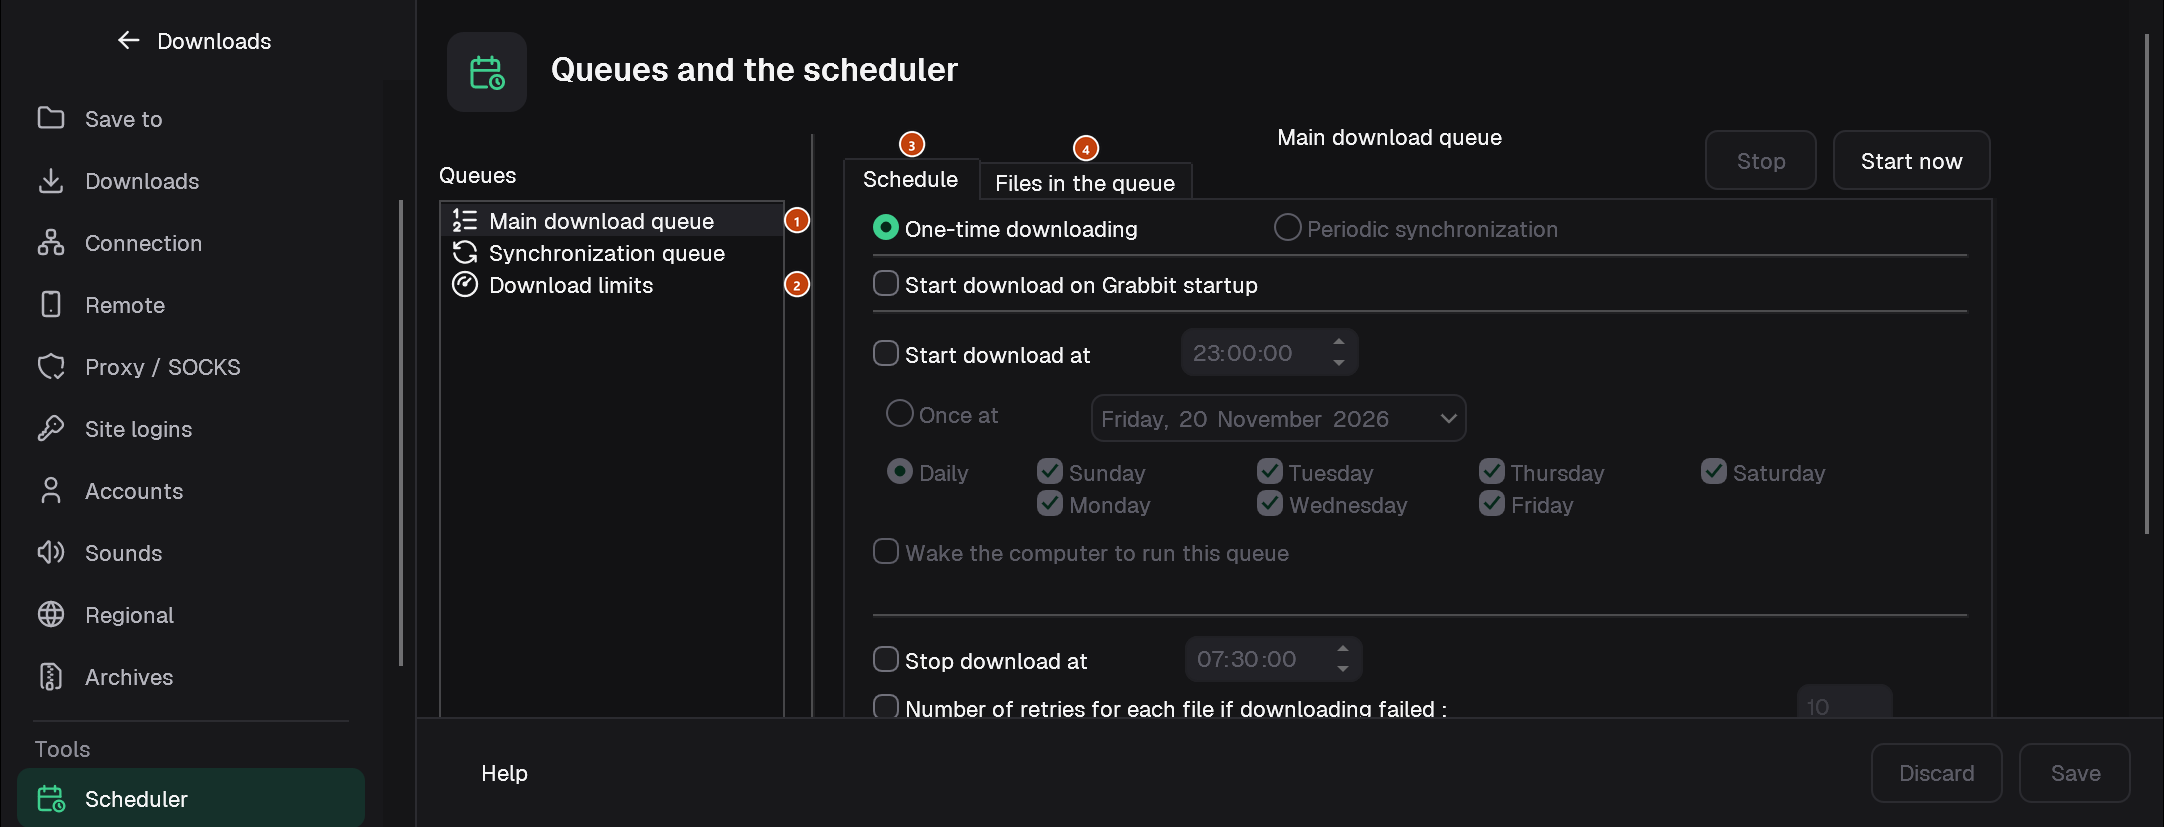 Downloads
Save to
Downloads
Connection
Remote
Proxy / SOCKS
Site logins
Accounts
Sounds
Regional
Archives
Tools
Scheduler
Queues and the scheduler
Queues
Main download queue
1
Synchronization queue
Download limits
2
3
4
Main download queue
Stop
Start now
Schedule
Files in the queue
One-time downloading
Periodic synchronization
Start download on Grabbit startup
Start download at
23:00:00
Once at
Friday, 20 November 2026
Daily
Sunday
Tuesday
Thursday
Saturday
Monday
Wednesday
Friday
Wake the computer to run this queue
Stop download at
07:30:00
Number of retries for each file if downloading failed :
10
Help
Discard
Save